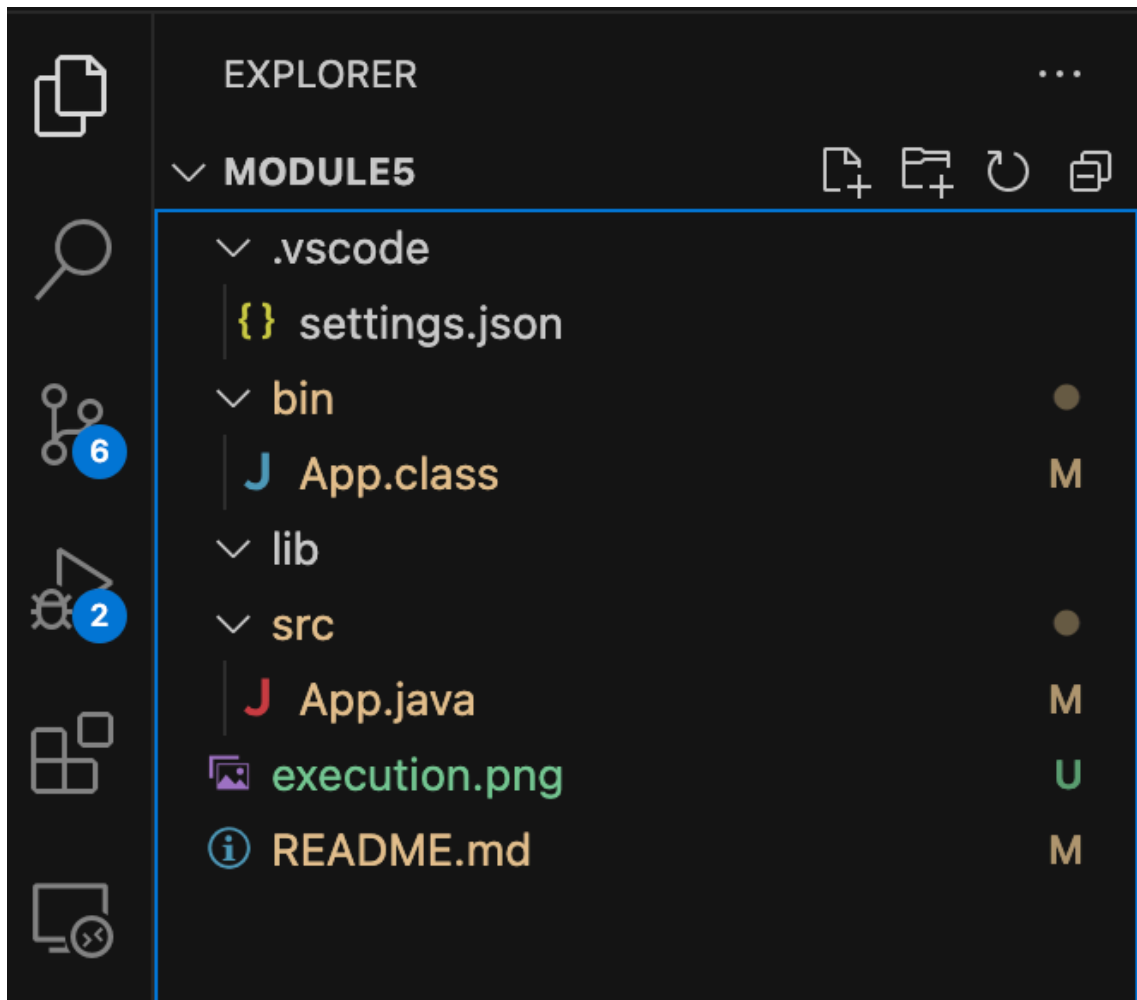 EXPLORER ...
MODULE5
.vscode
{} settings.json
bin
J App.class M
lib
src
J App.java M
execution.png U
README.md M
6
2